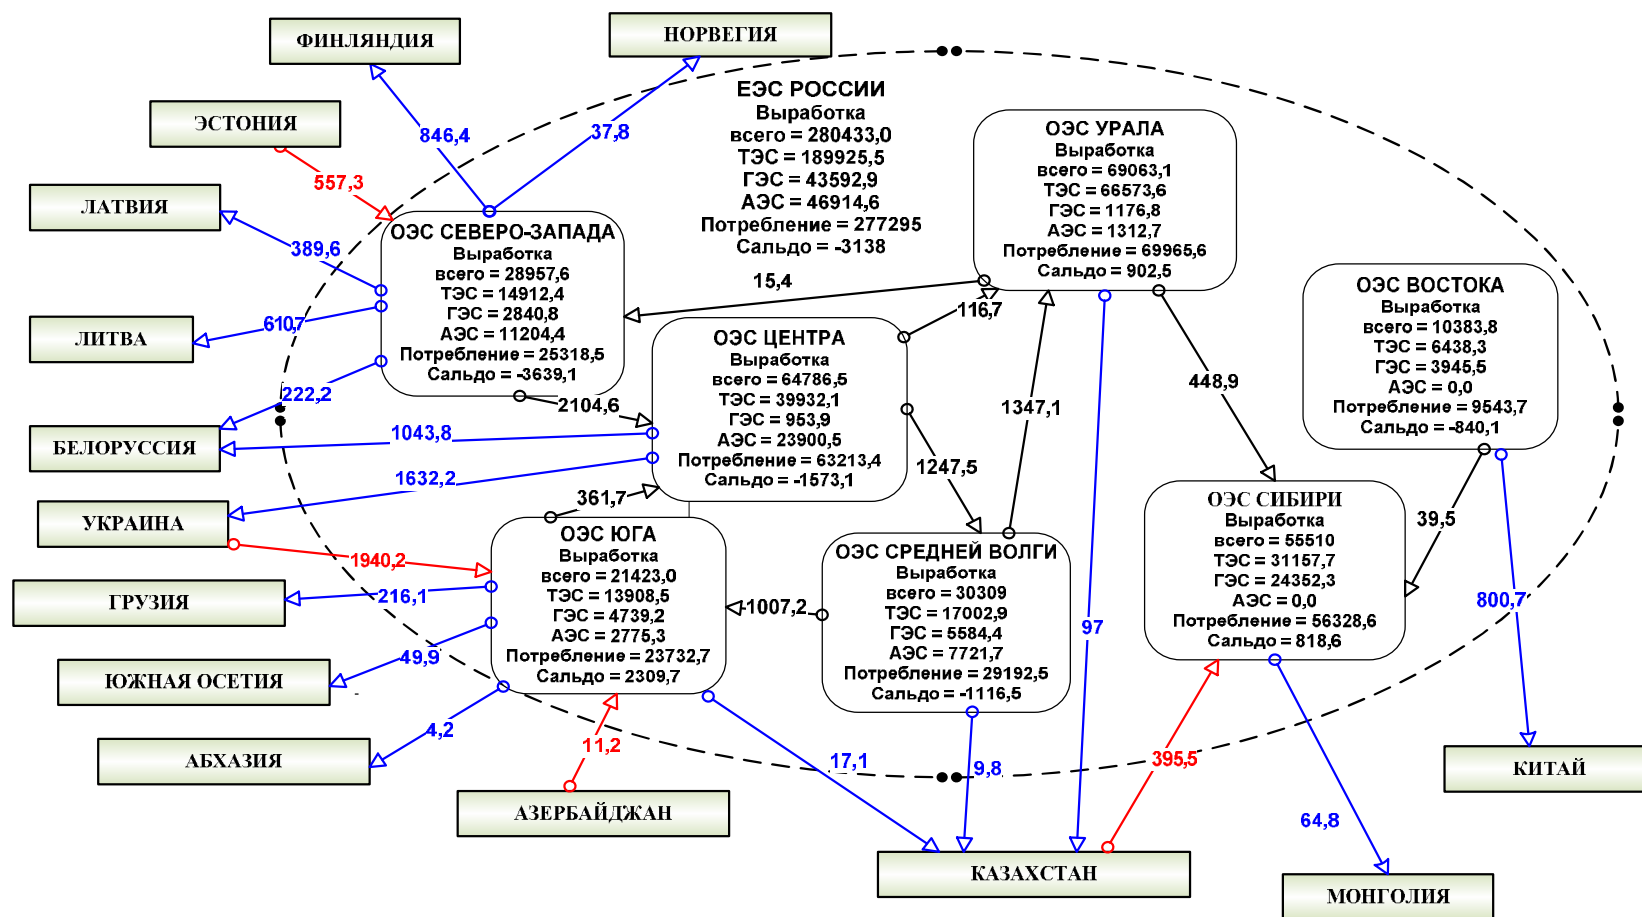 ФИНЛЯНДИЯ
НОРВЕГИЯ
ЭСТОНИЯ
846,4
37,8
557,3
ЛАТВИЯ
389,6
ЛИТВА
6107
222,2
БЕЛОРУССИЯ
1043,8
1632,2
УКРАИНА
1940,2
ГРУЗИЯ
216,1
ЮЖНАЯ ОСЕТИЯ
49,9
АБХАЗИЯ
4,2
АЗЕРБАЙДЖАН
11,2
ЕЭС РОССИИ
Выработка
всего = 280433,0
ТЭС = 189925,5
ГЭС = 43592,9
АЭС = 46914,6
Потребление = 277295
Сальдо = -3138
ОЭС СЕВЕРО-ЗАПАДА
Выработка
всего = 28957,6
ТЭС = 14912,4
ГЭС = 2840,8
АЭС = 11204,4
Потребление = 25318,5
Сальдо = -3639,1
15,4
116,7
2104,6
ОЭС ЦЕНТРА
Выработка
всего = 64786,5
ТЭС = 39932,1
ГЭС = 953,9
АЭС = 23900,5
Потребление = 63213,4
Сальдо = -1573,1
361,7
1247,5
1347,1
ОЭС УРАЛА
Выработка
всего = 69063,1
ТЭС = 66573,6
ГЭС = 1176,8
АЭС = 1312,7
Потребление = 69965,6
Сальдо = 902,5
448,9
ОЭС ВОСТОКА
Выработка
всего = 10383,8
ТЭС = 6438,3
ГЭС = 3945,5
АЭС = 0,0
Потребление = 9543,7
Сальдо = -840,1
39,5
800,7
ОЭС ЮГА
Выработка
всего = 21423,0
ТЭС = 13908,5
ГЭС = 4739,2
АЭС = 2775,3
Потребление = 23732,7
Сальдо = 2309,7
1007,2
ОЭС СРЕДНЕЙ ВОЛГИ
Выработка
всего = 30309
ТЭС = 17002,9
ГЭС = 5584,4
АЭС = 7721,7
Потребление = 29192,5
Сальдо = -1116,5
97
ОЭС СИБИРИ
Выработка
всего = 55510
ТЭС = 31157,7
ГЭС = 24352,3
АЭС = 0,0
Потребление = 56328,6
Сальдо = 818,6
17,1
9,8
395,5
64,8
КАЗАХСТАН
МОНГОЛИЯ
КИТАЙ